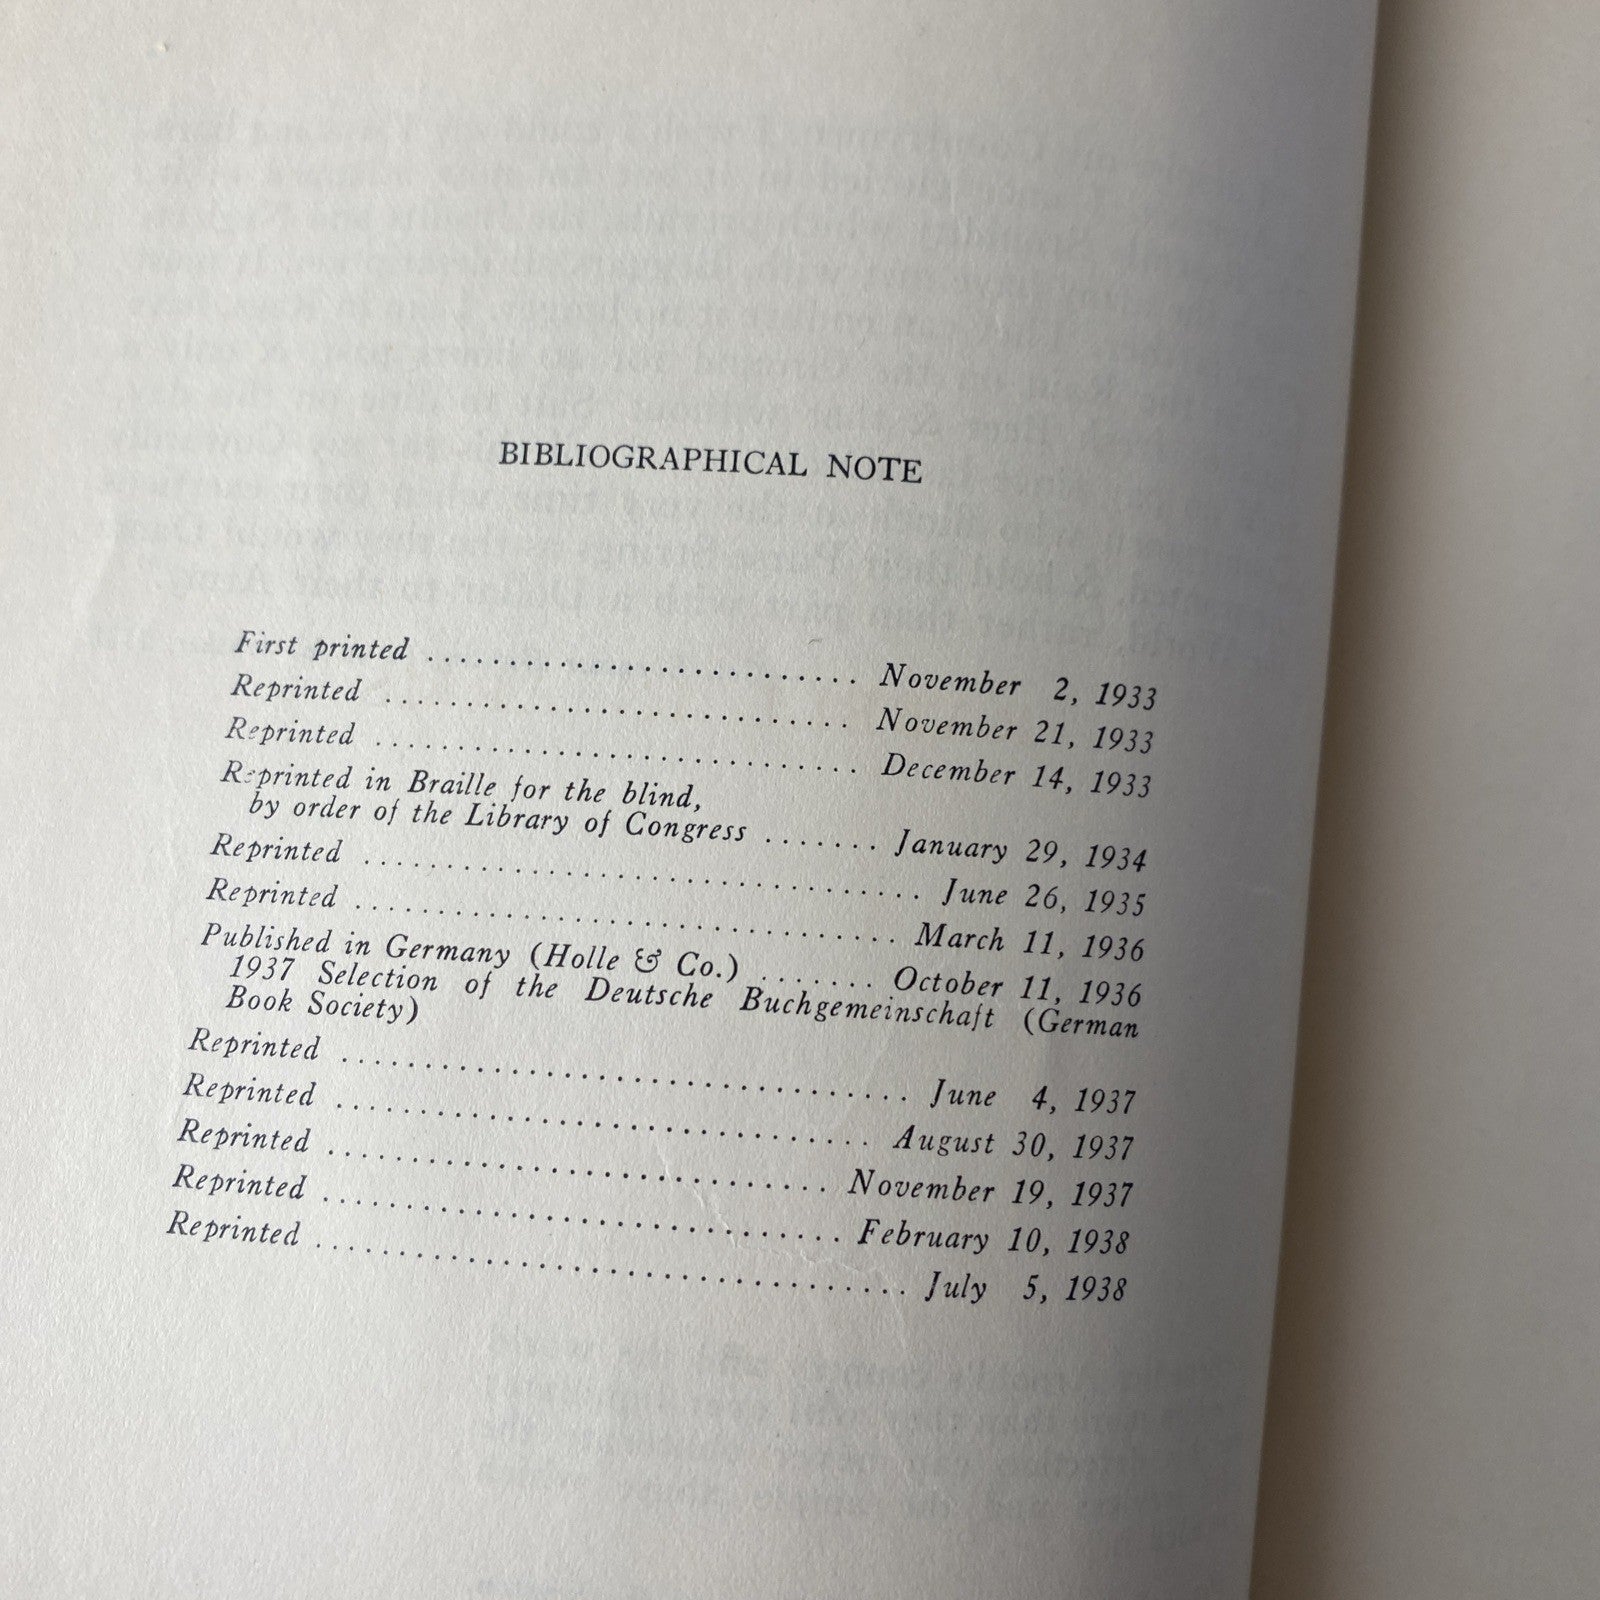 BIBLIOGRAPHICAL NOTE
First printed .......................... November 2, 1933
Reprinted ............................ November 21, 1933
Reprinted ............................. December 14, 1933
Reprinted in Braille for the blind,
by order of the Library of Congress ....... January 29, 1934
Reprinted .................................. June 26, 1935
Reprinted ................................. March 11, 1936
Published in Germany (Holle & Co.) ....... October 11, 1936
1937 Selection of the Deutsche Buchgemeinschaft (German
Book Society)
Reprinted ................................... June 4, 1937
Reprinted ................................. August 30, 1937
Reprinted .............................. November 19, 1937
Reprinted ............................... February 10, 1938
Reprinted .................................... July 5, 1938